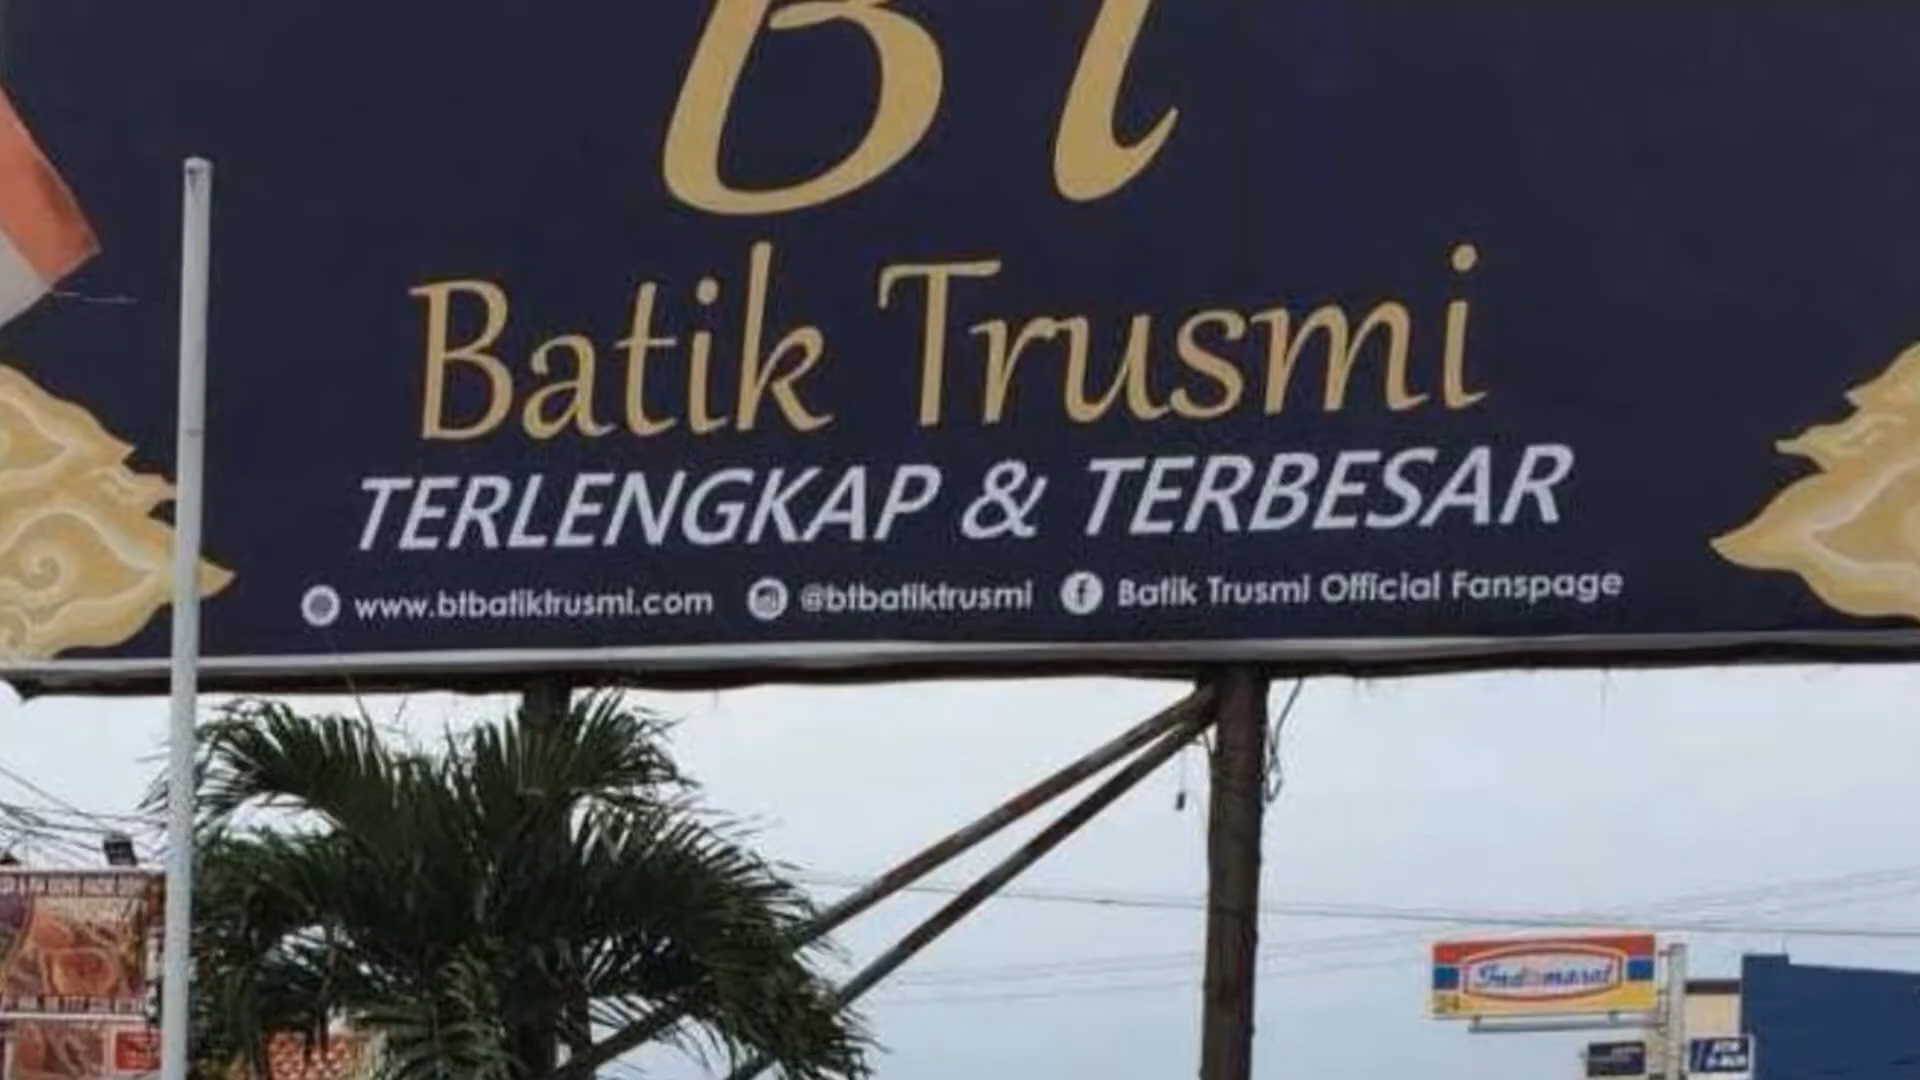 Bt
Batik Trusmi
TERLENGKAP & TERBESAR
www.btbatiktrusmi.com @btbatiktrusmi Batik Trusmi Official Fanspage
Indomaret